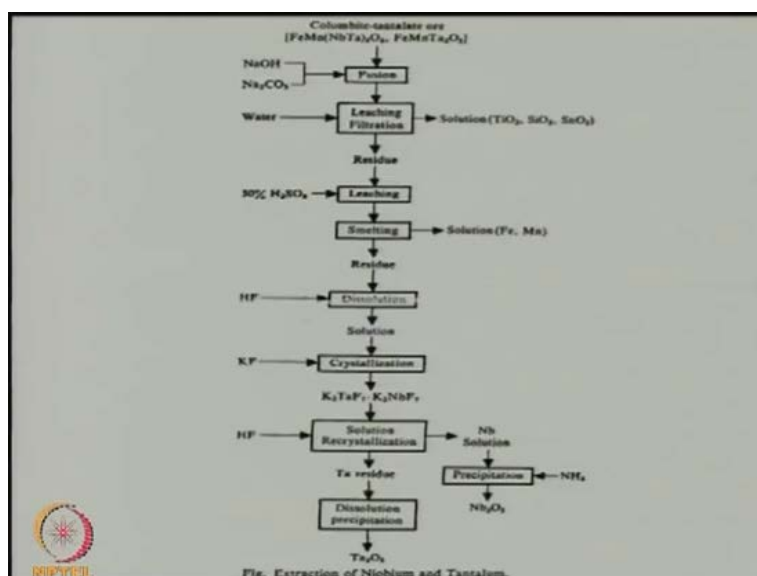 Columbite-tantalate ore
[FeMn(NbTa)₂O₆, FeMnTa₂O₆]
NaOH
Na₂CO₃
Fusion
Water
Leaching
Filtration
Solution (TiO₂, SiO₂, SnO₂)
Residue
30% H₂SO₄
Leaching
Smelting
Solution (Fe, Mn)
Residue
HF
Dissolution
Solution
KF
Crystallization
K₂TaF₇·K₂NbF₇
HF
Solution
Recrystallization
Nb
Solution
Ta residue
Precipitation
NH₄
Dissolution
precipitation
Nb₂O₅
Ta₂O₅
NPTEL
Fig. Extraction of Niobium and Tantalum.